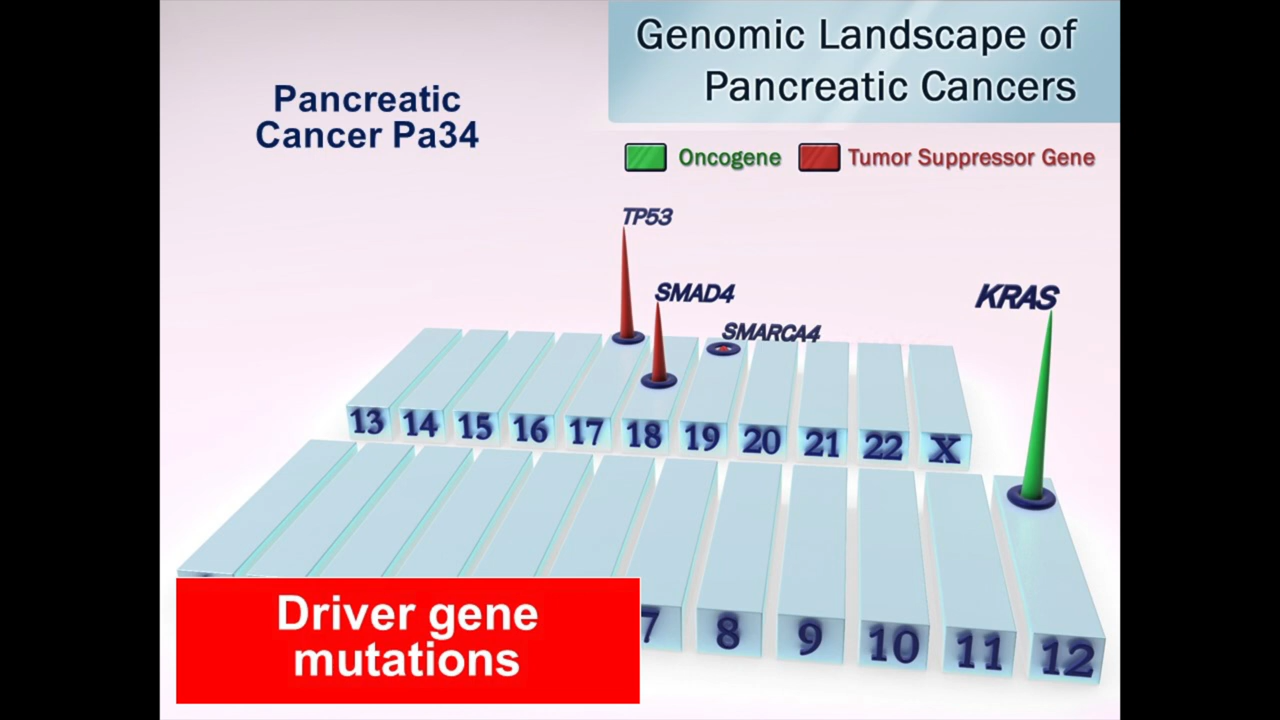 Genomic Landscape of
Pancreatic Cancers
Pancreatic
Cancer Pa34
Oncogene
Tumor Suppressor Gene
TP53
SMAD4
SMARCA4
KRAS
13 14 15 16 17 18 19 20 21 22 X
7 8 9 10 11 12
Driver gene
mutations